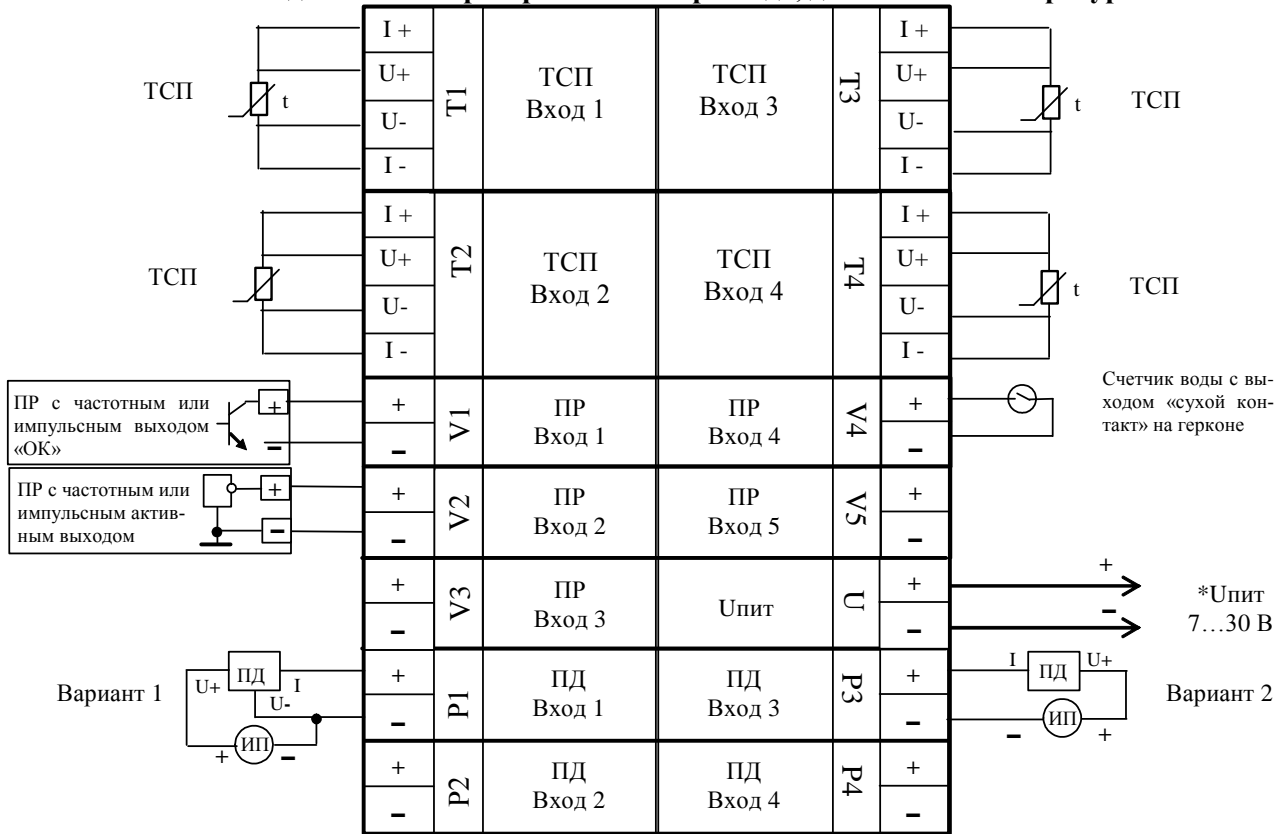 I +
U+
U-
I -
T1
ТСП
Вход 1
ТСП
Вход 3
T3
I +
U+
U-
I -
ТСП
t
t
ТСП
I +
U+
U-
I -
T2
ТСП
Вход 2
ТСП
Вход 4
T4
I +
U+
U-
I -
ТСП
t
ТСП
ПР с частотным или
импульсным выходом
«ОК»
+
–
+
–
V1
ПР
Вход 1
ПР
Вход 4
V4
+
–
Счетчик воды с вы-
ходом «сухой кон-
такт» на герконе
ПР с частотным или
импульсным актив-
ным выходом
+
–
+
–
V2
ПР
Вход 2
ПР
Вход 5
V5
+
–
+
–
V3
ПР
Вход 3
Uпит
U
+
–
+
–
*Uпит
7…30 В
Вариант 1
U+
ПД
I
U-
ИП
+
–
+
–
P1
ПД
Вход 1
ПД
Вход 3
P3
+
–
I
ПД
U+
ИП
–
+
Вариант 2
+
–
P2
ПД
Вход 2
ПД
Вход 4
P4
+
–